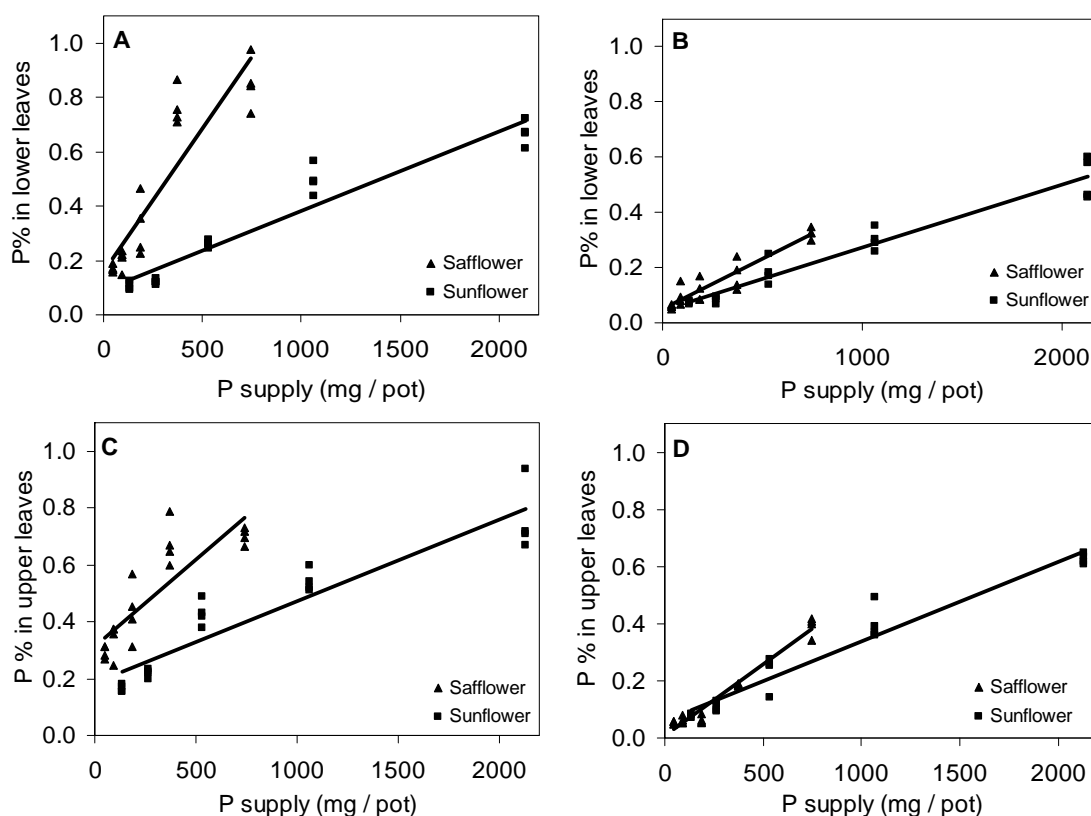 A
P% in lower leaves
1.0
0.8
0.6
0.4
0.2
0.0
Safflower
Sunflower
0 500 1000 1500 2000
P supply (mg / pot)
B
P% in lower leaves
1.0
0.8
0.6
0.4
0.2
0.0
Safflower
Sunflower
0 1000 2000
P supply (mg / pot)
C
P % in upper leaves
1.0
0.8
0.6
0.4
0.2
0.0
Safflower
Sunflower
0 500 1000 1500 2000
P supply (mg / pot)
D
P % in upper leaves
1.0
0.8
0.6
0.4
0.2
0.0
Safflower
Sunflower
0 500 1000 1500 2000
P supply (mg / pot)